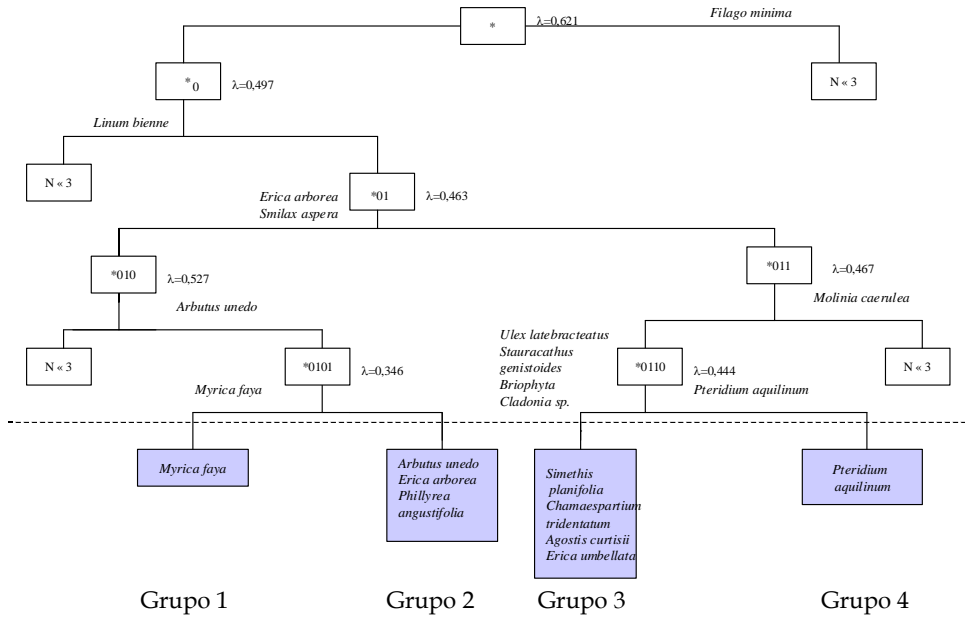 Filago minima
*
λ=0,621
*0
λ=0,497
N « 3
Linum bienne
N « 3
*01
λ=0,463
Erica arborea
Smilax aspera
*010
λ=0,527
*011
λ=0,467
Arbutus unedo
Molinia caerulea
N « 3
*0101
λ=0,346
Myrica faya
Ulex latebracteatus
Stauracathus
genistoides
Briophyta
Cladonia sp.
*0110
λ=0,444
Pteridium aquilinum
N « 3
Myrica faya
Arbutus unedo
Erica arborea
Phillyrea
angustifolia
Simethis
planifolia
Chamaespartium
tridentatum
Agostis curtisii
Erica umbellata
Pteridium
aquilinum
Grupo 1
Grupo 2
Grupo 3
Grupo 4